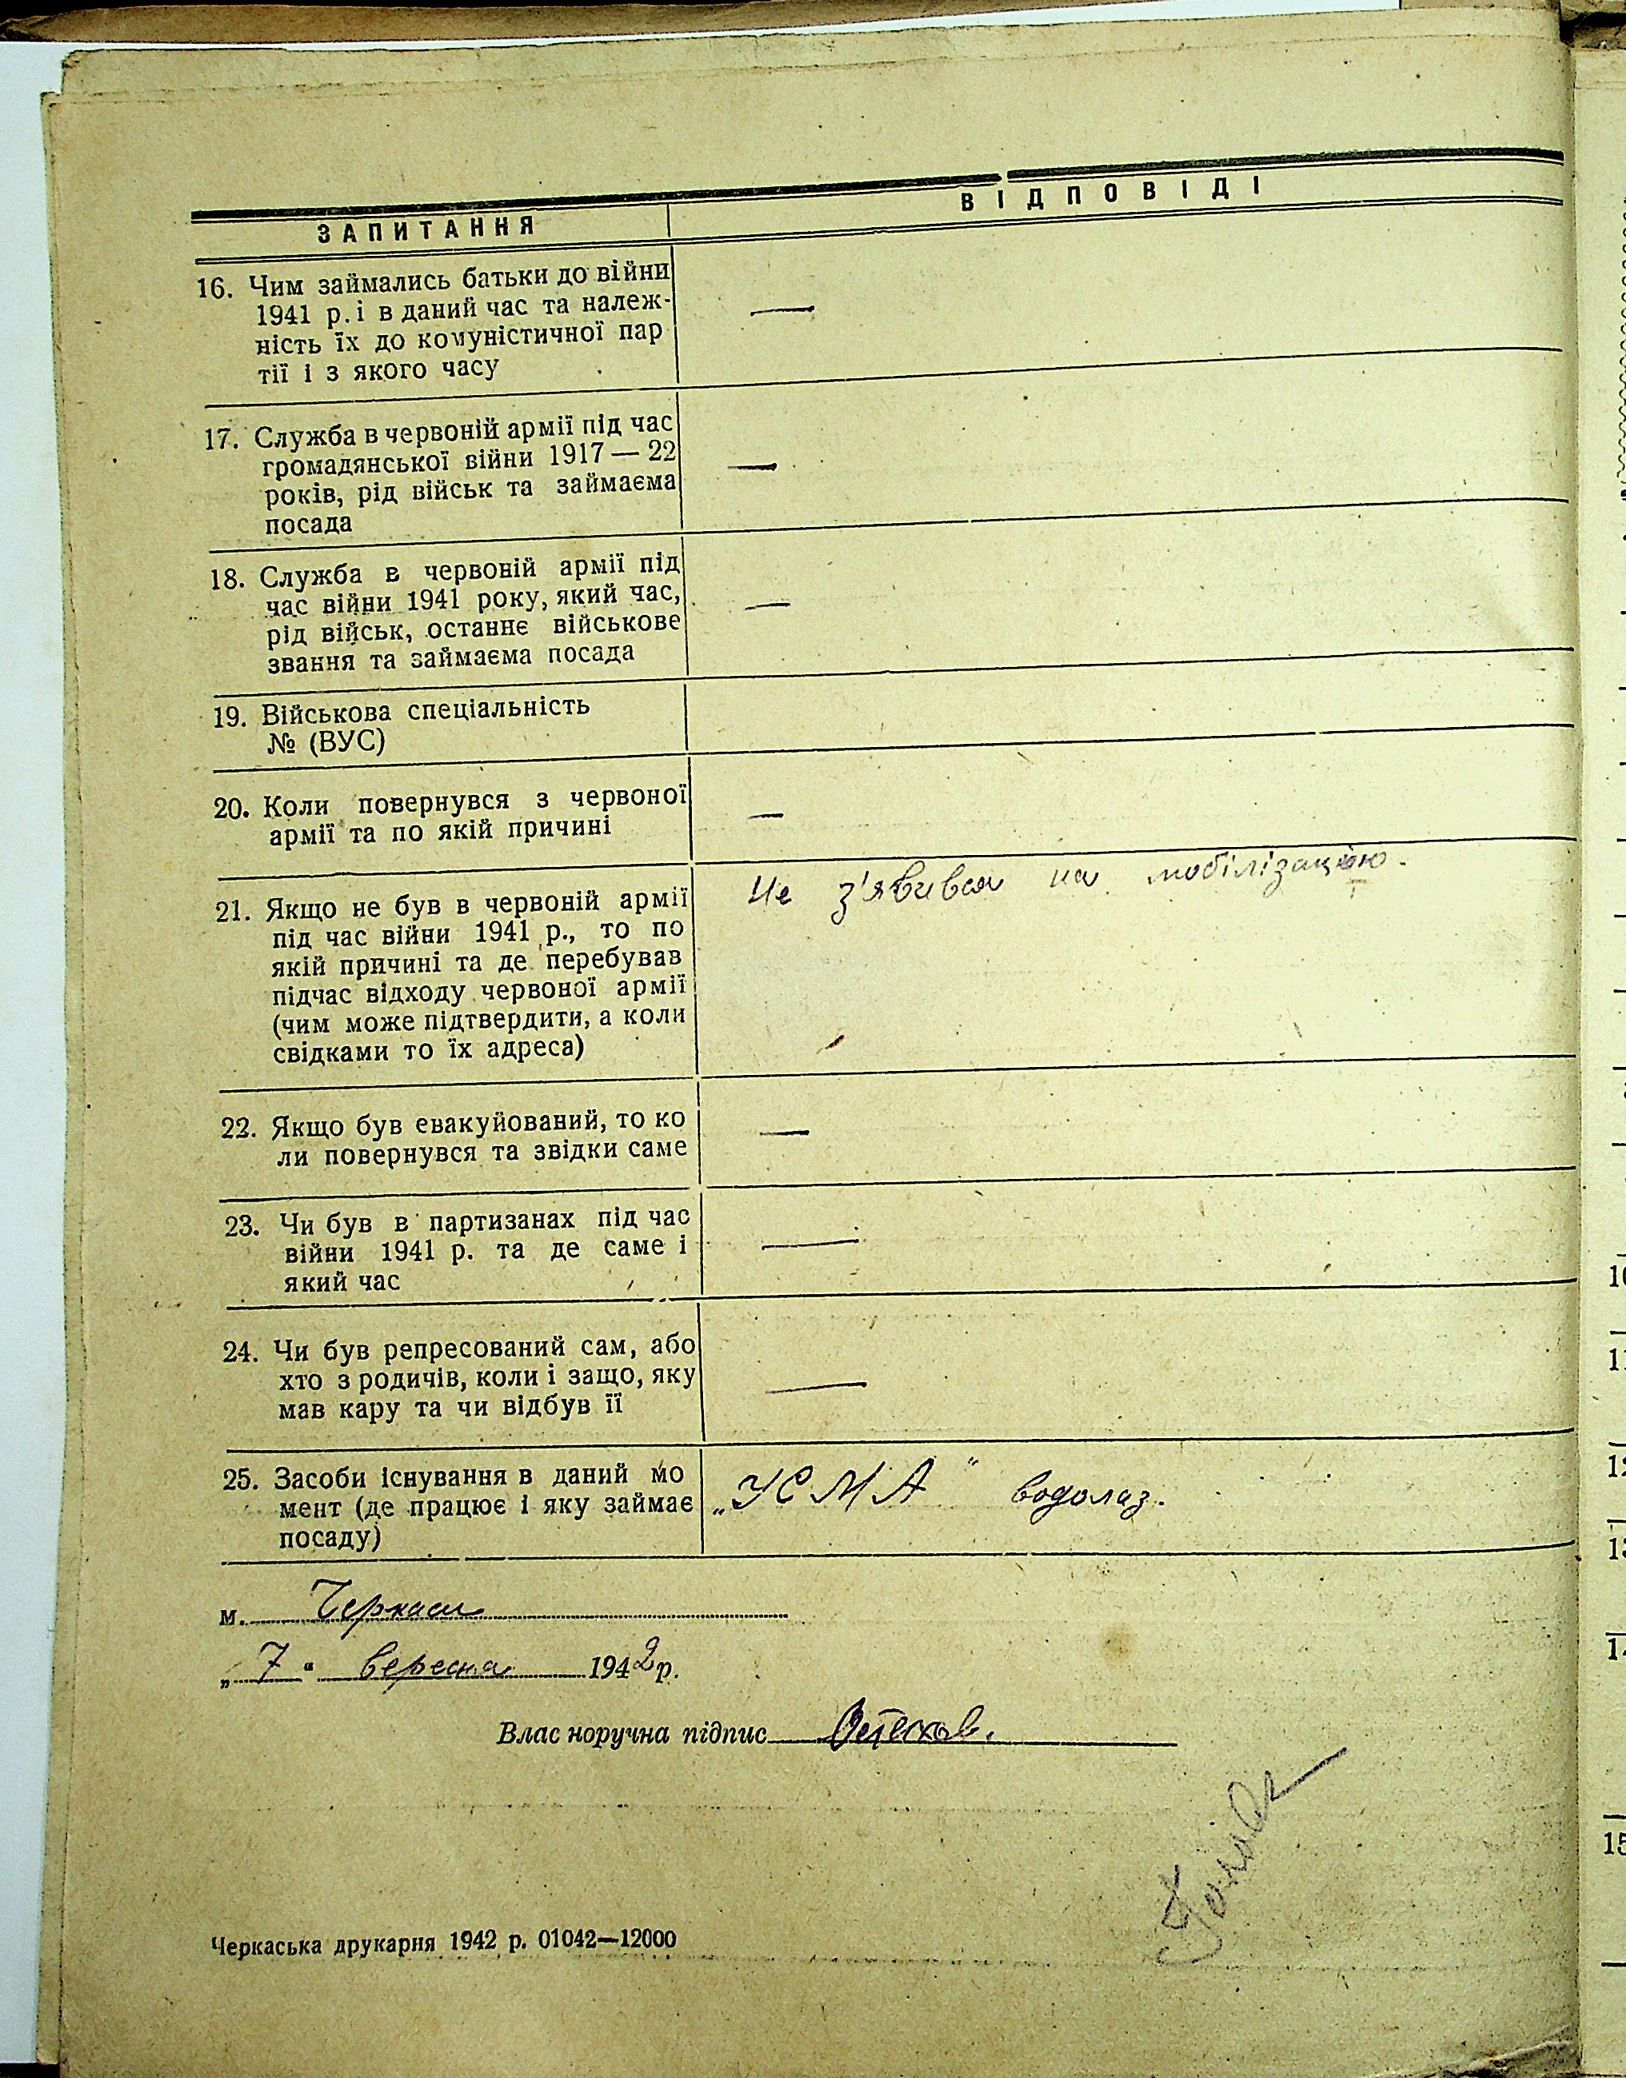 ЗАПИТАННЯ
ВІДПОВІДІ
16. Чим займались батьки до війни
1941 р. і в даний час та належ-
ність їх до комуністичної пар
тії і з якого часу
—
17. Служба в червоній армії під час
громадянської війни 1917 — 22
років, рід військ та займаєма
посада
—
18. Служба в червоній армії під
час війни 1941 року, який час,
рід військ, останнє військове
звання та займаєма посада
—
19. Військова спеціальність
№ (ВУС)
20. Коли повернувся з червоної
армії та по якій причині
—
21. Якщо не був в червоній армії
під час війни 1941 р., то по
якій причині та де перебував
підчас відходу червоної армії
(чим може підтвердити, а коли
свідками то їх адреса)
Не з'явився на мобілізацію.
22. Якщо був евакуйований, то ко
ли повернувся та звідки саме
—
23. Чи був в партизанах під час
війни 1941 р. та де саме і
який час
—
24. Чи був репресований сам, або
хто з родичів, коли і защо, яку
мав кару та чи відбув її
—
25. Засоби існування в даний мо
мент (де працює і яку займає
посаду)
„УСМА" водолаз.
м. Черкаси
„7" вересня 1942 р.
Влас норучна підпис
Черкаська друкарня 1942 р. 01042—12000
10
11
12
13
14
15